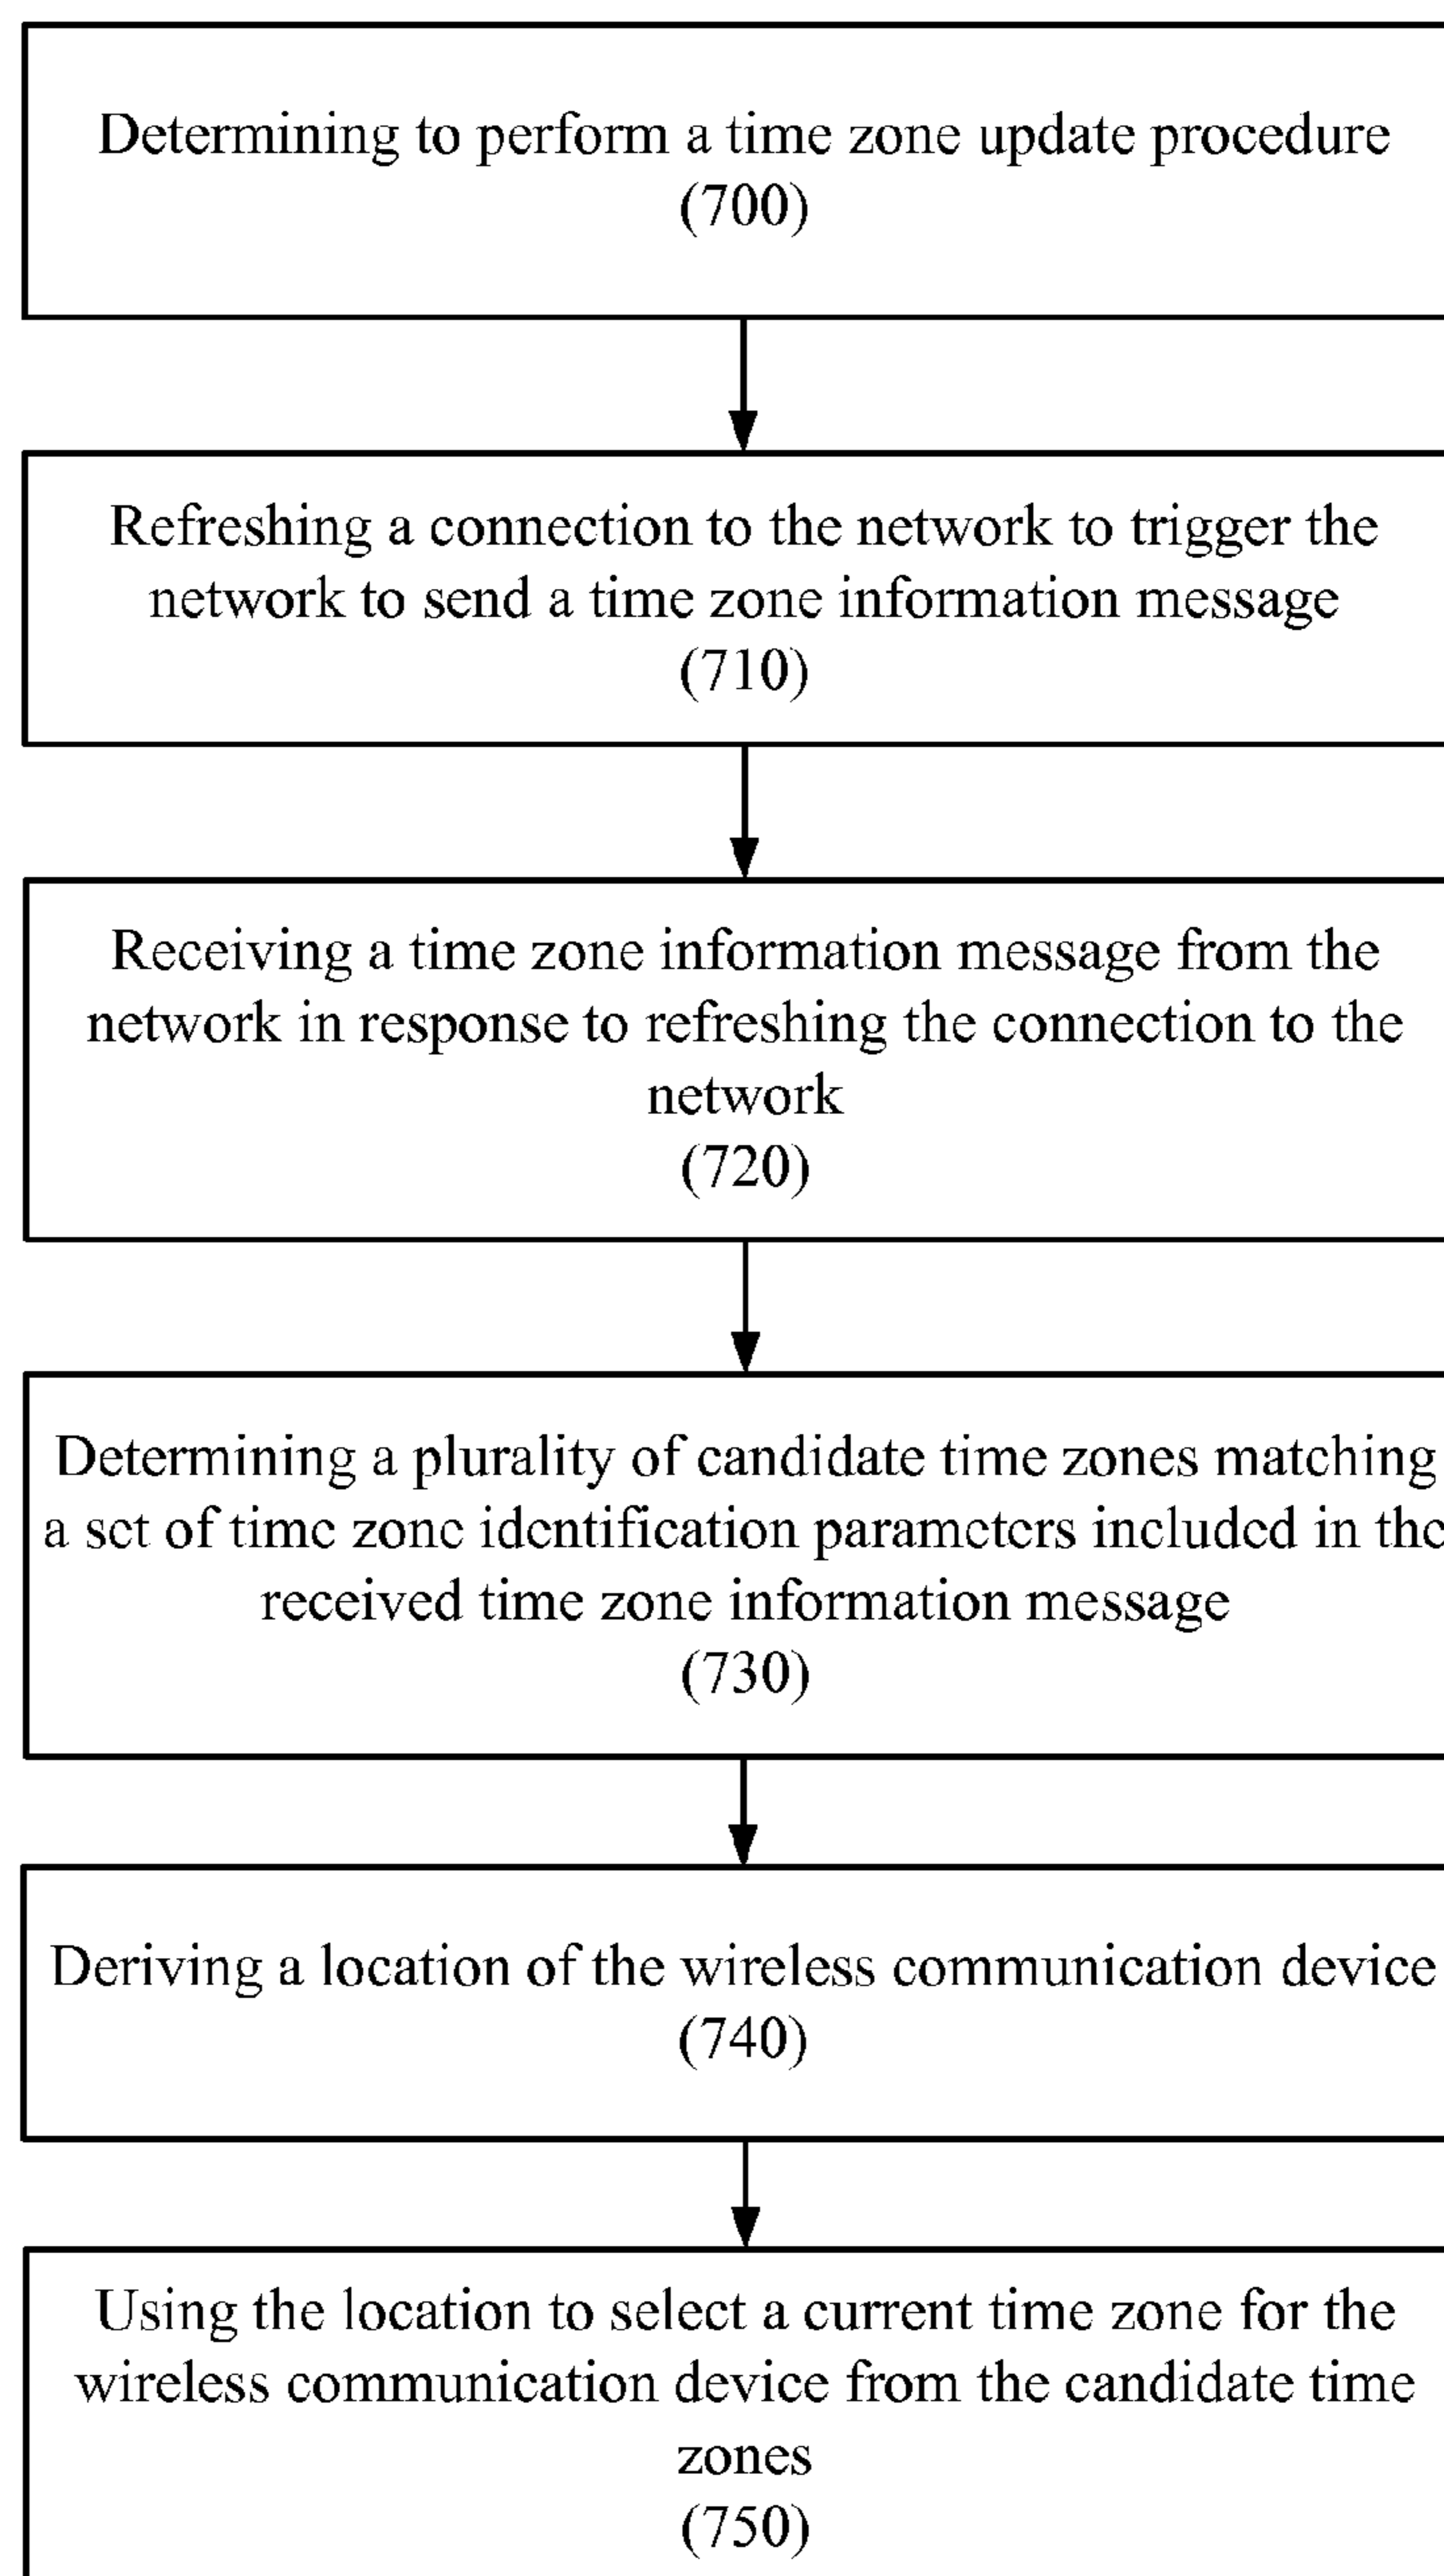 Determining to perform a time zone update procedure
(700)
Refreshing a connection to the network to trigger the
network to send a time zone information message
(710)
Receiving a time zone information message from the
network in response to refreshing the connection to the
network
(720)
Determining a plurality of candidate time zones matching
a set of time zone identification parameters included in the
received time zone information message
(730)
Deriving a location of the wireless communication device
(740)
Using the location to select a current time zone for the
wireless communication device from the candidate time
zones
(750)